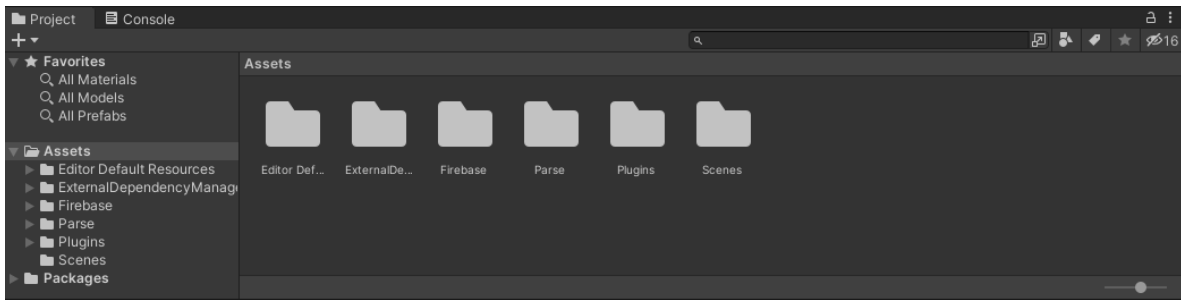 Project
Console
16
Favorites
All Materials
All Models
All Prefabs
Assets
Editor Default Resources
ExternalDependencyManage
Firebase
Parse
Plugins
Scenes
Packages
Assets
Editor Def...
ExternalDe...
Firebase
Parse
Plugins
Scenes